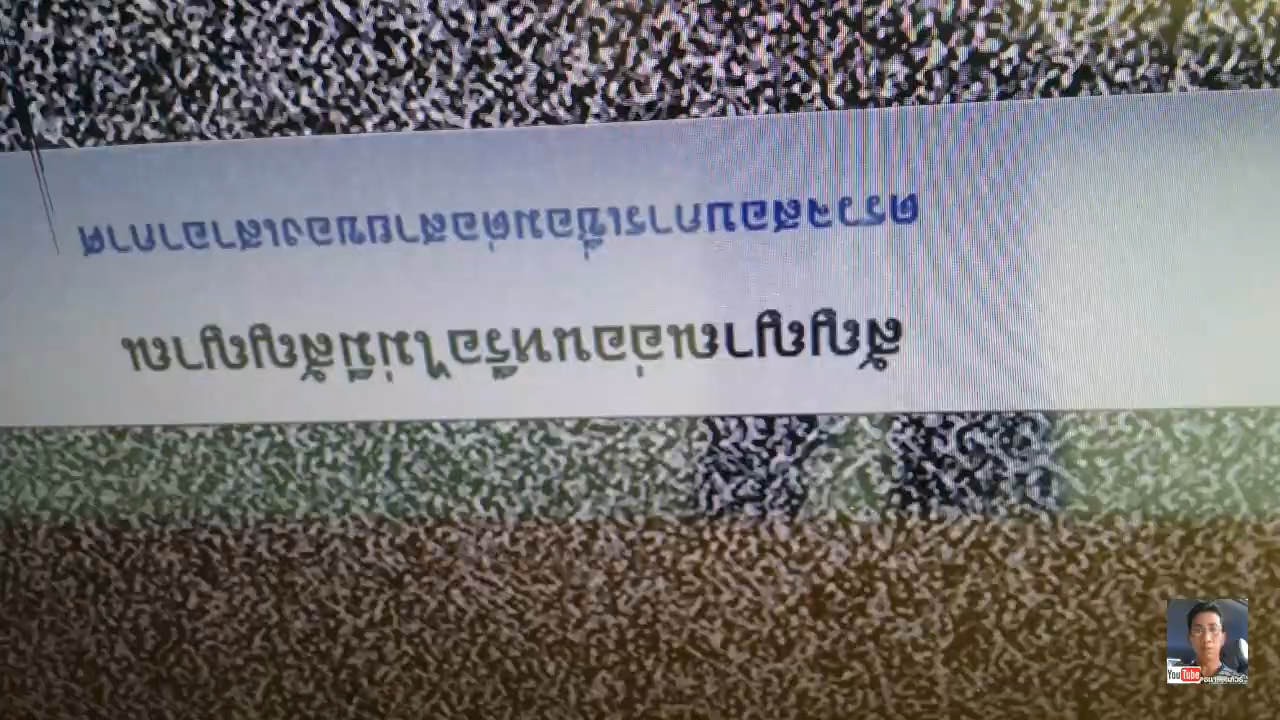 สัญญาณอ่อนหรือไม่มีสัญญาณ
ตรวจสอบการเชื่อมต่อสายของเสาอากาศ
YouTube